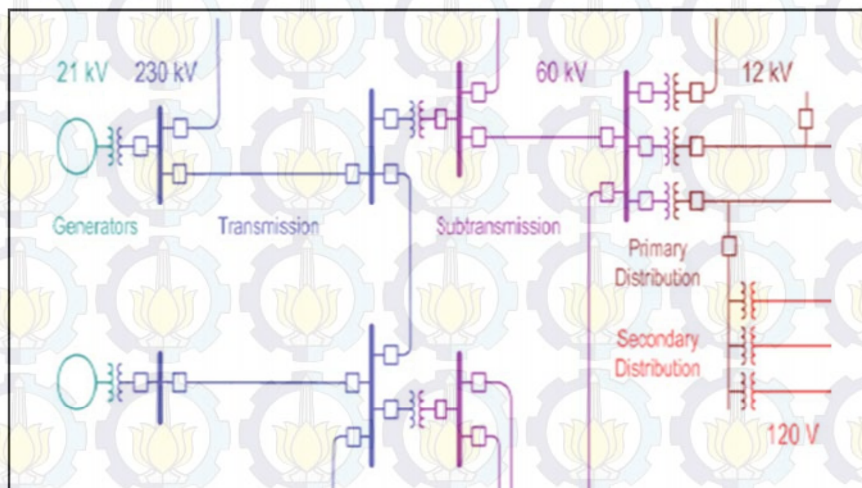 21 kV
230 kV
60 kV
12 kV
Generators
Transmission
Subtransmission
Primary
Distribution
Secondary
Distribution
120 V